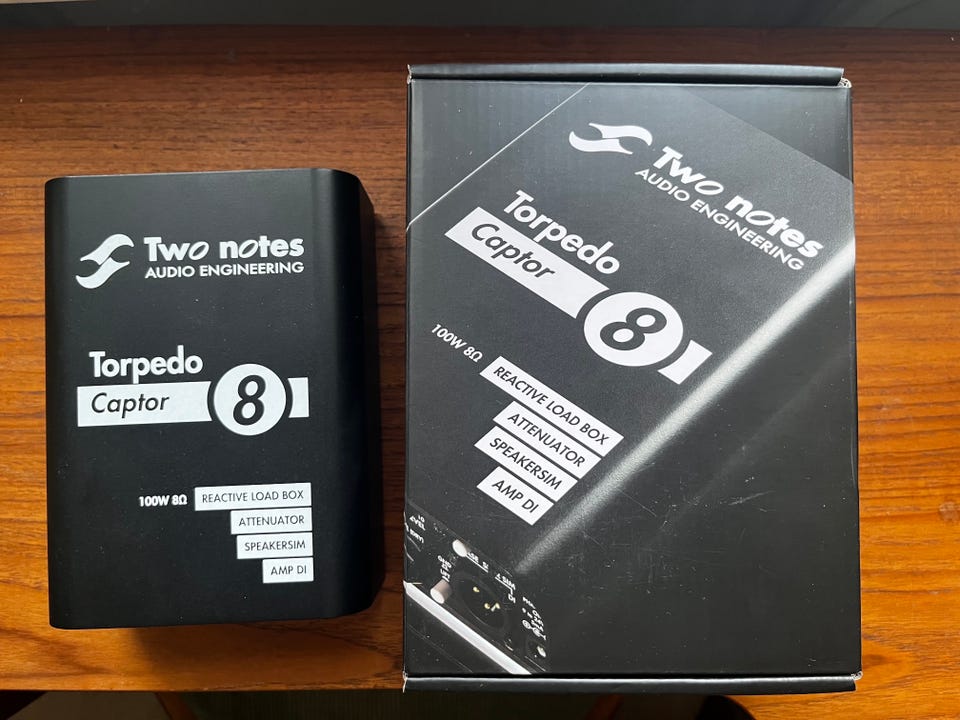 Two notes
AUDIO ENGINEERING
Torpedo
Captor 8
100W 8Ω REACTIVE LOAD BOX
ATTENUATOR
SPEAKERSIM
AMP DI
Two notes
AUDIO ENGINEERING
Torpedo
Captor 8
100W 8Ω
REACTIVE LOAD BOX
ATTENUATOR
SPEAKERSIM
AMP DI
DI